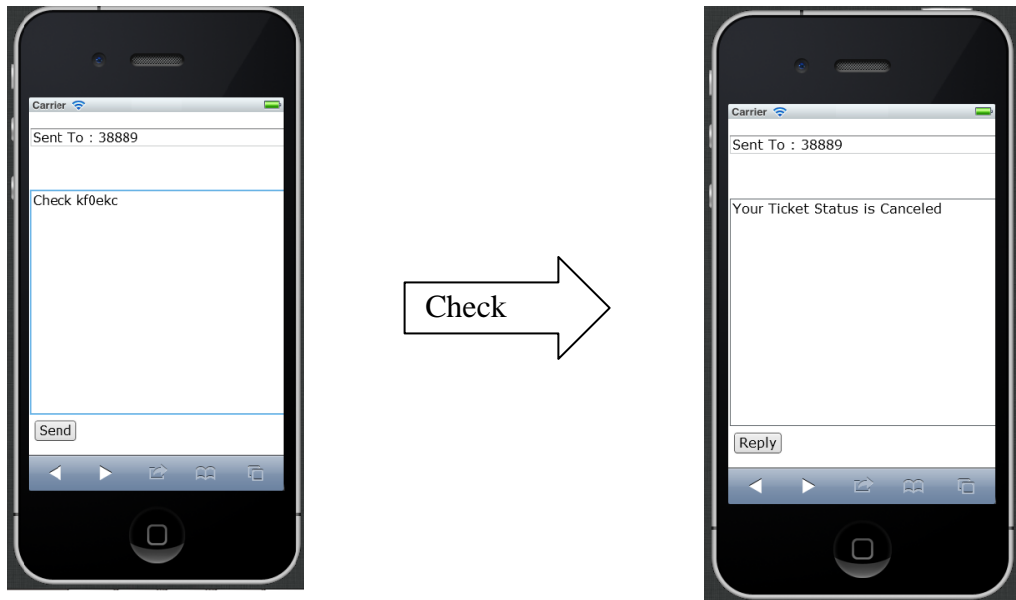 Carrier
Sent To : 38889
Check kf0ekc
Send
Check
Carrier
Sent To : 38889
Your Ticket Status is Canceled
Reply